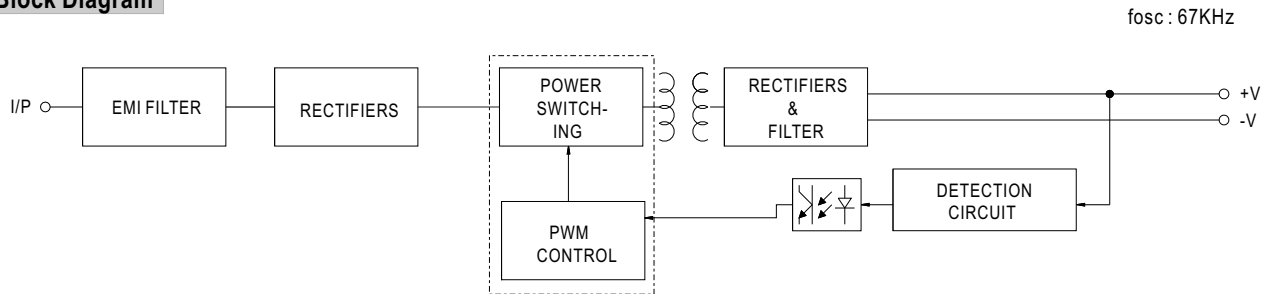 Block Diagram
fosc : 67KHz
I/P
EMI FILTER
RECTIFIERS
POWER
SWITCH-
ING
RECTIFIERS
&
FILTER
+V
-V
DETECTION
CIRCUIT
PWM
CONTROL